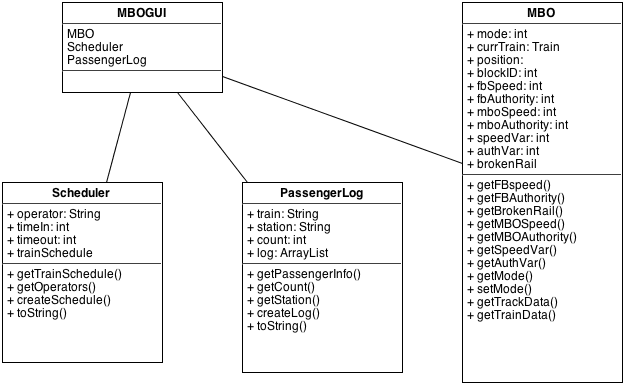 MBOGUI
MBO
Scheduler
PassengerLog
MBO
+ mode: int
+ currTrain: Train
+ position:
+ blockID: int
+ fbSpeed: int
+ fbAuthority: int
+ mboSpeed: int
+ mboAuthority: int
+ speedVar: int
+ authVar: int
+ brokenRail
+ getFBspeed()
+ getFBAuthority()
+ getBrokenRail()
+ getMBOSpeed()
+ getMBOAuthority()
+ getSpeedVar()
+ getAuthVar()
+ getMode()
+ setMode()
+ getTrackData()
+ getTrainData()
Scheduler
+ operator: String
+ timeIn: int
+ timeout: int
+ trainSchedule
+ getTrainSchedule()
+ getOperators()
+ createSchedule()
+ toString()
PassengerLog
+ train: String
+ station: String
+ count: int
+ log: ArrayList
+ getPassengerInfo()
+ getCount()
+ getStation()
+ createLog()
+ toString()